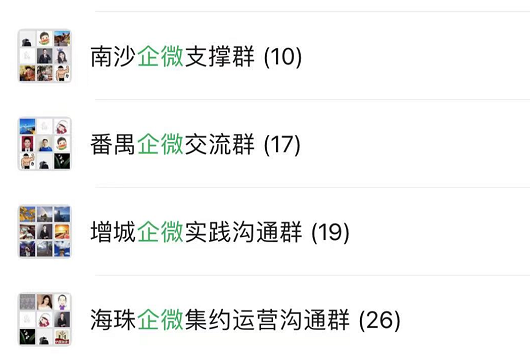 南沙企微支撑群 (10)
番禺企微交流群 (17)
增城企微实践沟通群 (19)
海珠企微集约运营沟通群 (26)